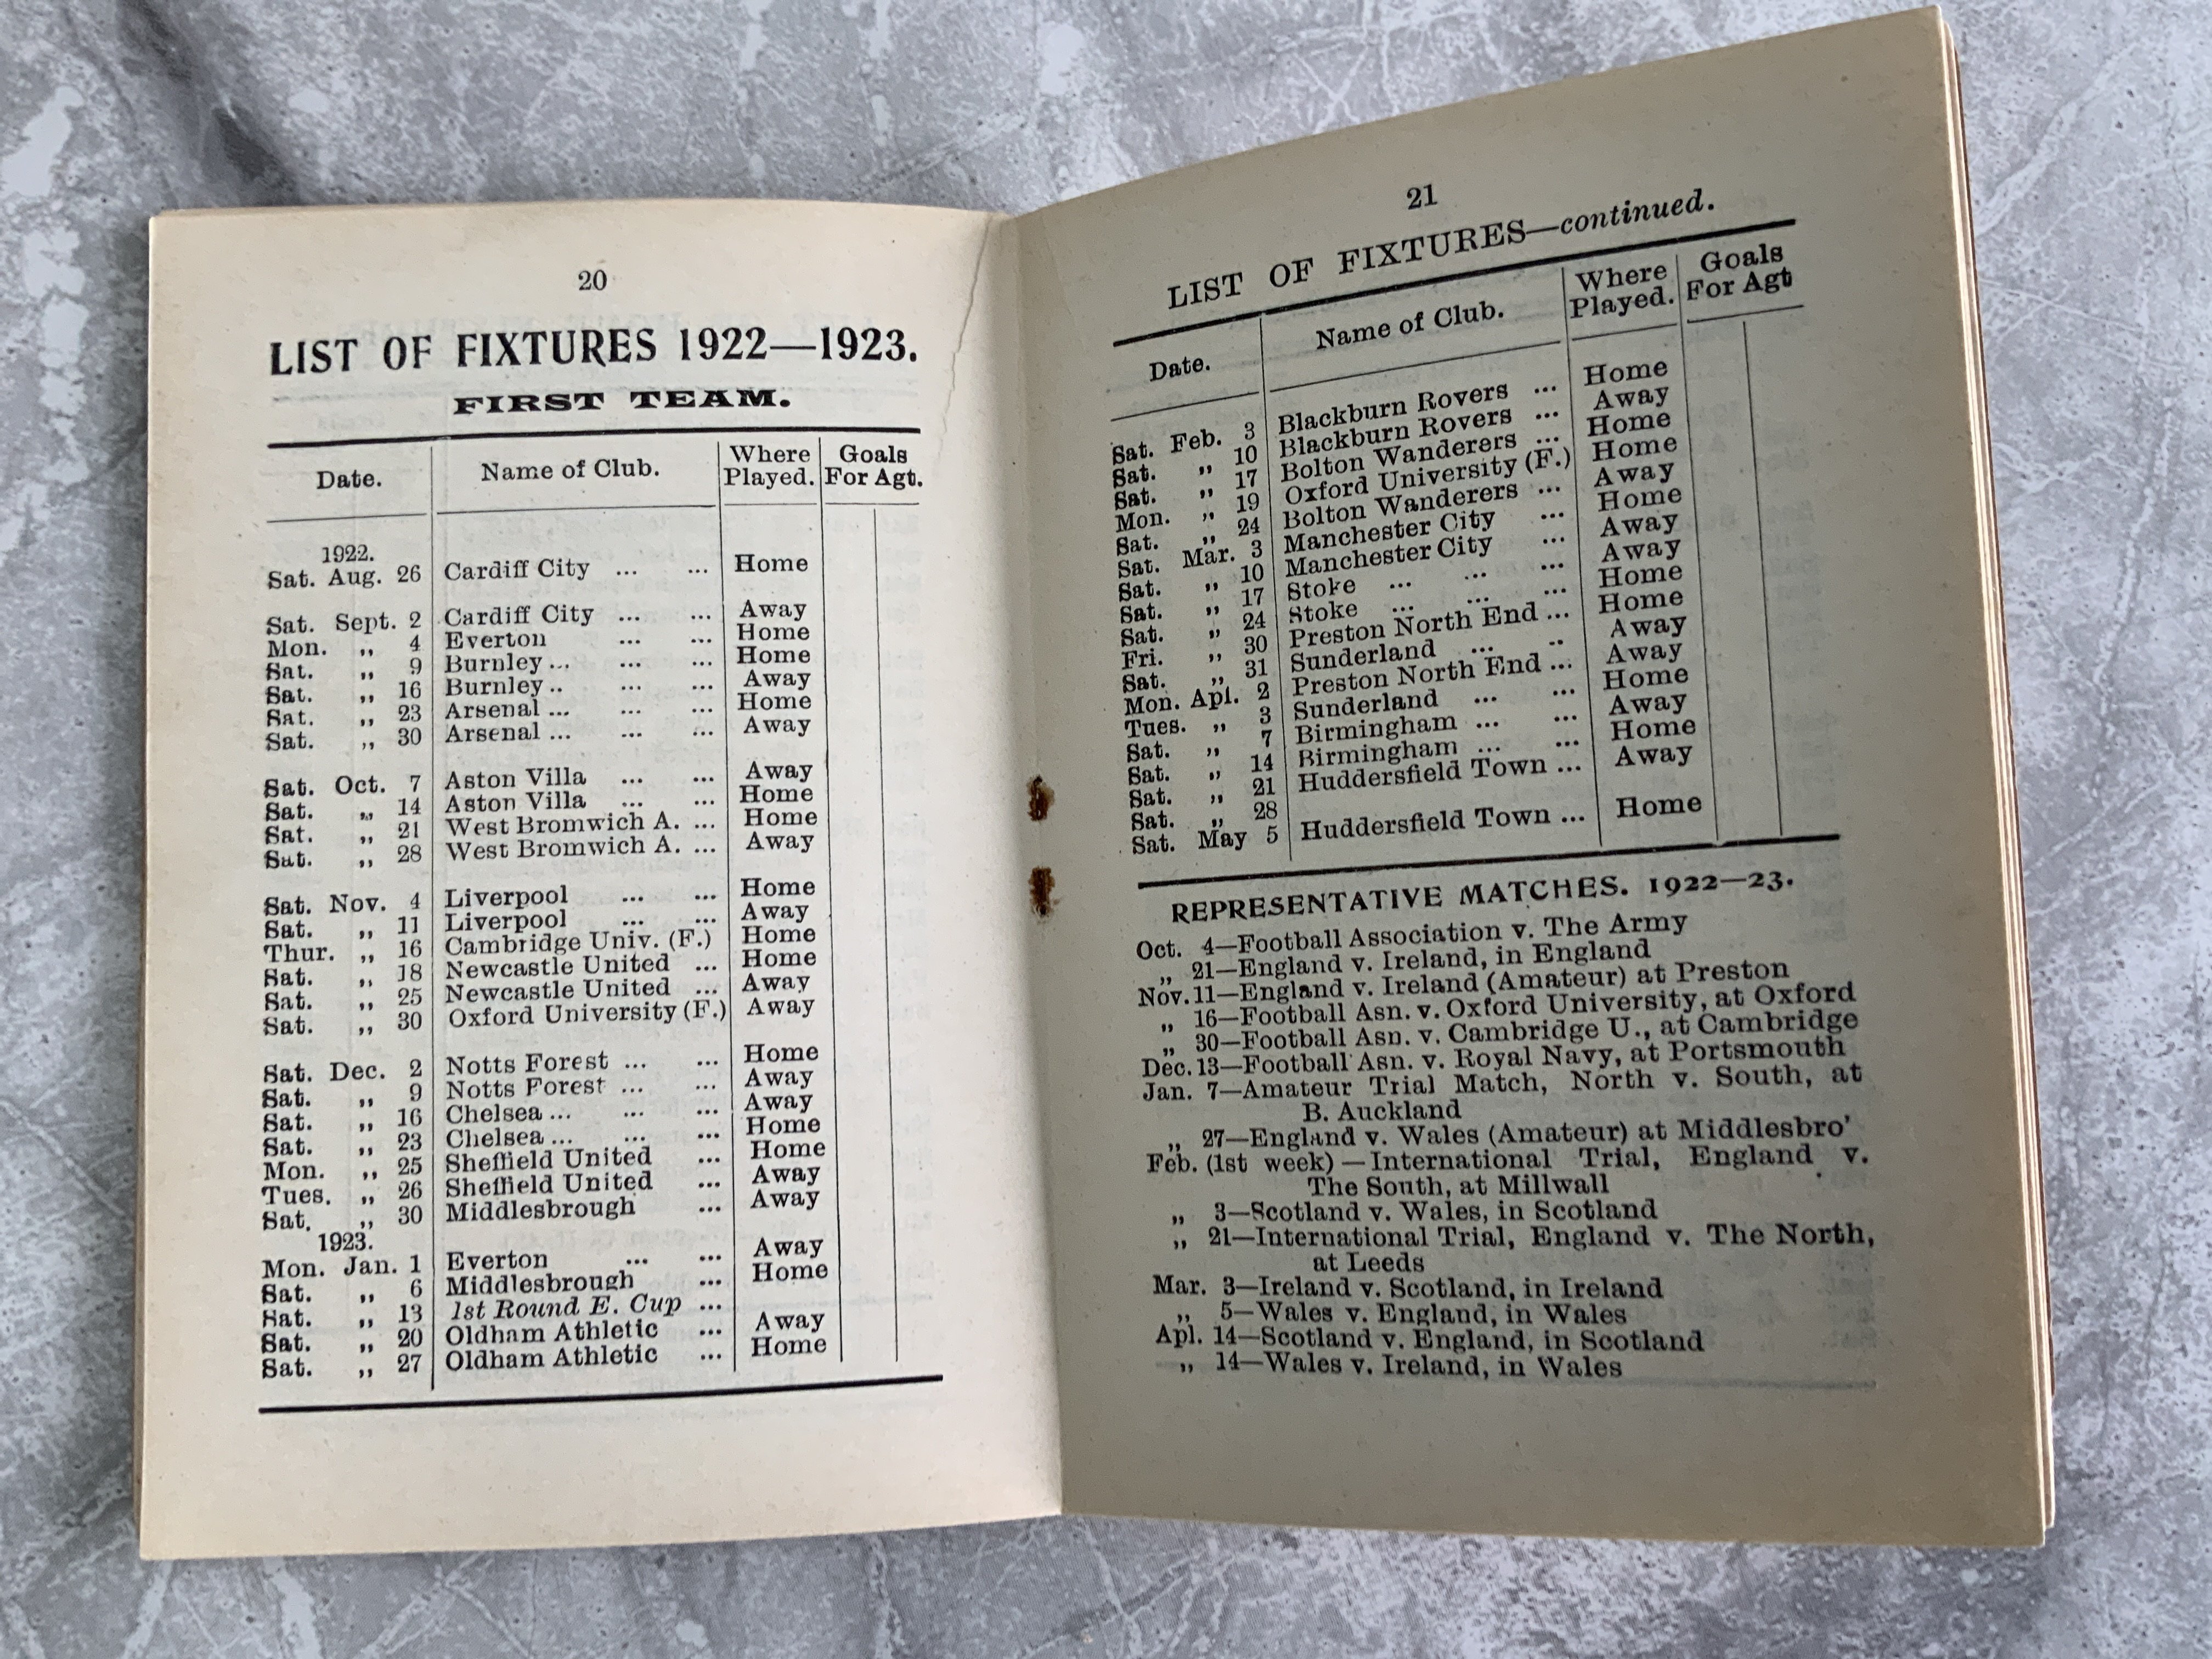 20
LIST OF FIXTURES 1922—1923.
FIRST TEAM.
Date. Name of Club. Where Played. Goals For Agt.
1922.
Sat. Aug. 26 Cardiff City ... ... Home
Sat. Sept. 2 Cardiff City ... ... Away
Mon. ,, 4 Everton ... ... Home
Sat. ,, 9 Burnley ... ... ... Home
Sat. ,, 16 Burnley .. ... ... Away
Sat. ,, 23 Arsenal ... ... ... Home
Sat. ,, 30 Arsenal ... ... ... Away
Sat. Oct. 7 Aston Villa ... ... Away
Sat. ,, 14 Aston Villa ... ... Home
Sat. ,, 21 West Bromwich A. ... Home
Sat. ,, 28 West Bromwich A. ... Away
Sat. Nov. 4 Liverpool ... ... Home
Sat. ,, 11 Liverpool ... ... Away
Thur. ,, 16 Cambridge Univ. (F.) Home
Sat. ,, 18 Newcastle United ... Home
Sat. ,, 25 Newcastle United ... Away
Sat. ,, 30 Oxford University (F.) Away
Sat. Dec. 2 Notts Forest ... ... Home
Sat. ,, 9 Notts Forest ... ... Away
Sat. ,, 16 Chelsea ... ... ... Away
Sat. ,, 23 Chelsea ... ... ... Home
Mon. ,, 25 Sheffield United ... Home
Tues. ,, 26 Sheffield United ... Away
Sat. ,, 30 Middlesbrough ... Away
1923.
Mon. Jan. 1 Everton ... ... Away
Sat. ,, 6 Middlesbrough ... Home
Sat. ,, 13 1st Round E. Cup ...
Sat. ,, 20 Oldham Athletic ... Away
Sat. ,, 27 Oldham Athletic ... Home
21
LIST OF FIXTURES—continued.
Date. Name of Club. Where Played. Goals For Agt
Sat. Feb. 3 Blackburn Rovers ... Home
Sat. ,, 10 Blackburn Rovers ... Away
Sat. ,, 17 Bolton Wanderers ... Home
Mon. ,, 19 Oxford University (F.) Home
Sat. ,, 24 Bolton Wanderers ... Away
Sat. Mar. 3 Manchester City ... Home
Sat. ,, 10 Manchester City ... Away
Sat. ,, 17 Stoke ... ... ... Away
Sat. ,, 24 Stoke ... ... ... Home
Fri. ,, 30 Preston North End ... Home
Sat. ,, 31 Sunderland ... .. Away
Mon. Apl. 2 Preston North End ... Away
Tues. ,, 3 Sunderland ... ... Home
Sat. ,, 7 Birmingham ... ... Away
Sat. ,, 14 Birmingham ... ... Home
Sat. ,, 21 Huddersfield Town ... Away
Sat. ,, 28
Sat. May 5 Huddersfield Town ... Home
REPRESENTATIVE MATCHES. 1922—23.
Oct. 4—Football Association v. The Army
,, 21—England v. Ireland, in England
Nov. 11—England v. Ireland (Amateur) at Preston
,, 16—Football Asn. v. Oxford University, at Oxford
,, 30—Football Asn. v. Cambridge U., at Cambridge
Dec. 13—Football Asn. v. Royal Navy, at Portsmouth
Jan. 7—Amateur Trial Match, North v. South, at
B. Auckland
,, 27—England v. Wales (Amateur) at Middlesbro'
Feb. (1st week)—International Trial, England v.
The South, at Millwall
,, 3—Scotland v. Wales, in Scotland
,, 21—International Trial, England v. The North,
at Leeds
Mar. 3—Ireland v. Scotland, in Ireland
,, 5—Wales v. England, in Wales
Apl. 14—Scotland v. England, in Scotland
,, 14—Wales v. Ireland, in Wales